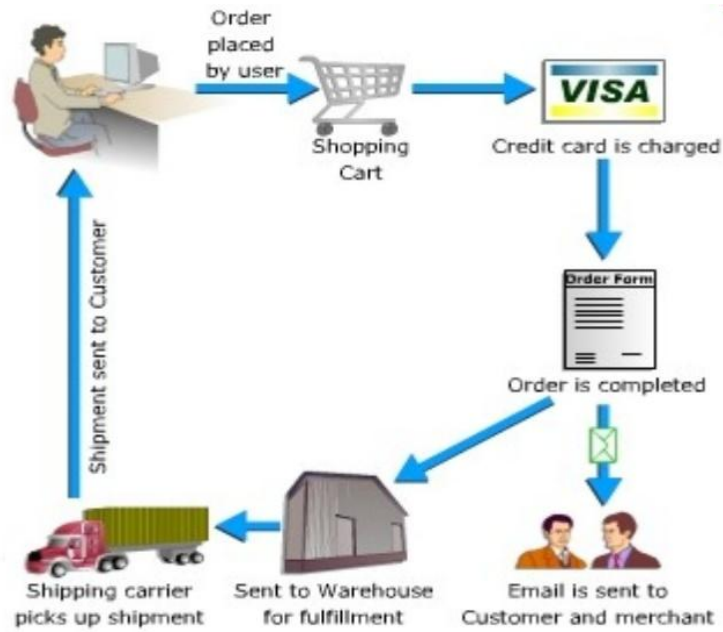 Order
placed
by user
Shopping
Cart
VISA
Credit card is charged
Order Form
Order is completed
Shipment sent to Customer
Shipping carrier
picks up shipment
Sent to Warehouse
for fulfillment
Email is sent to
Customer and merchant